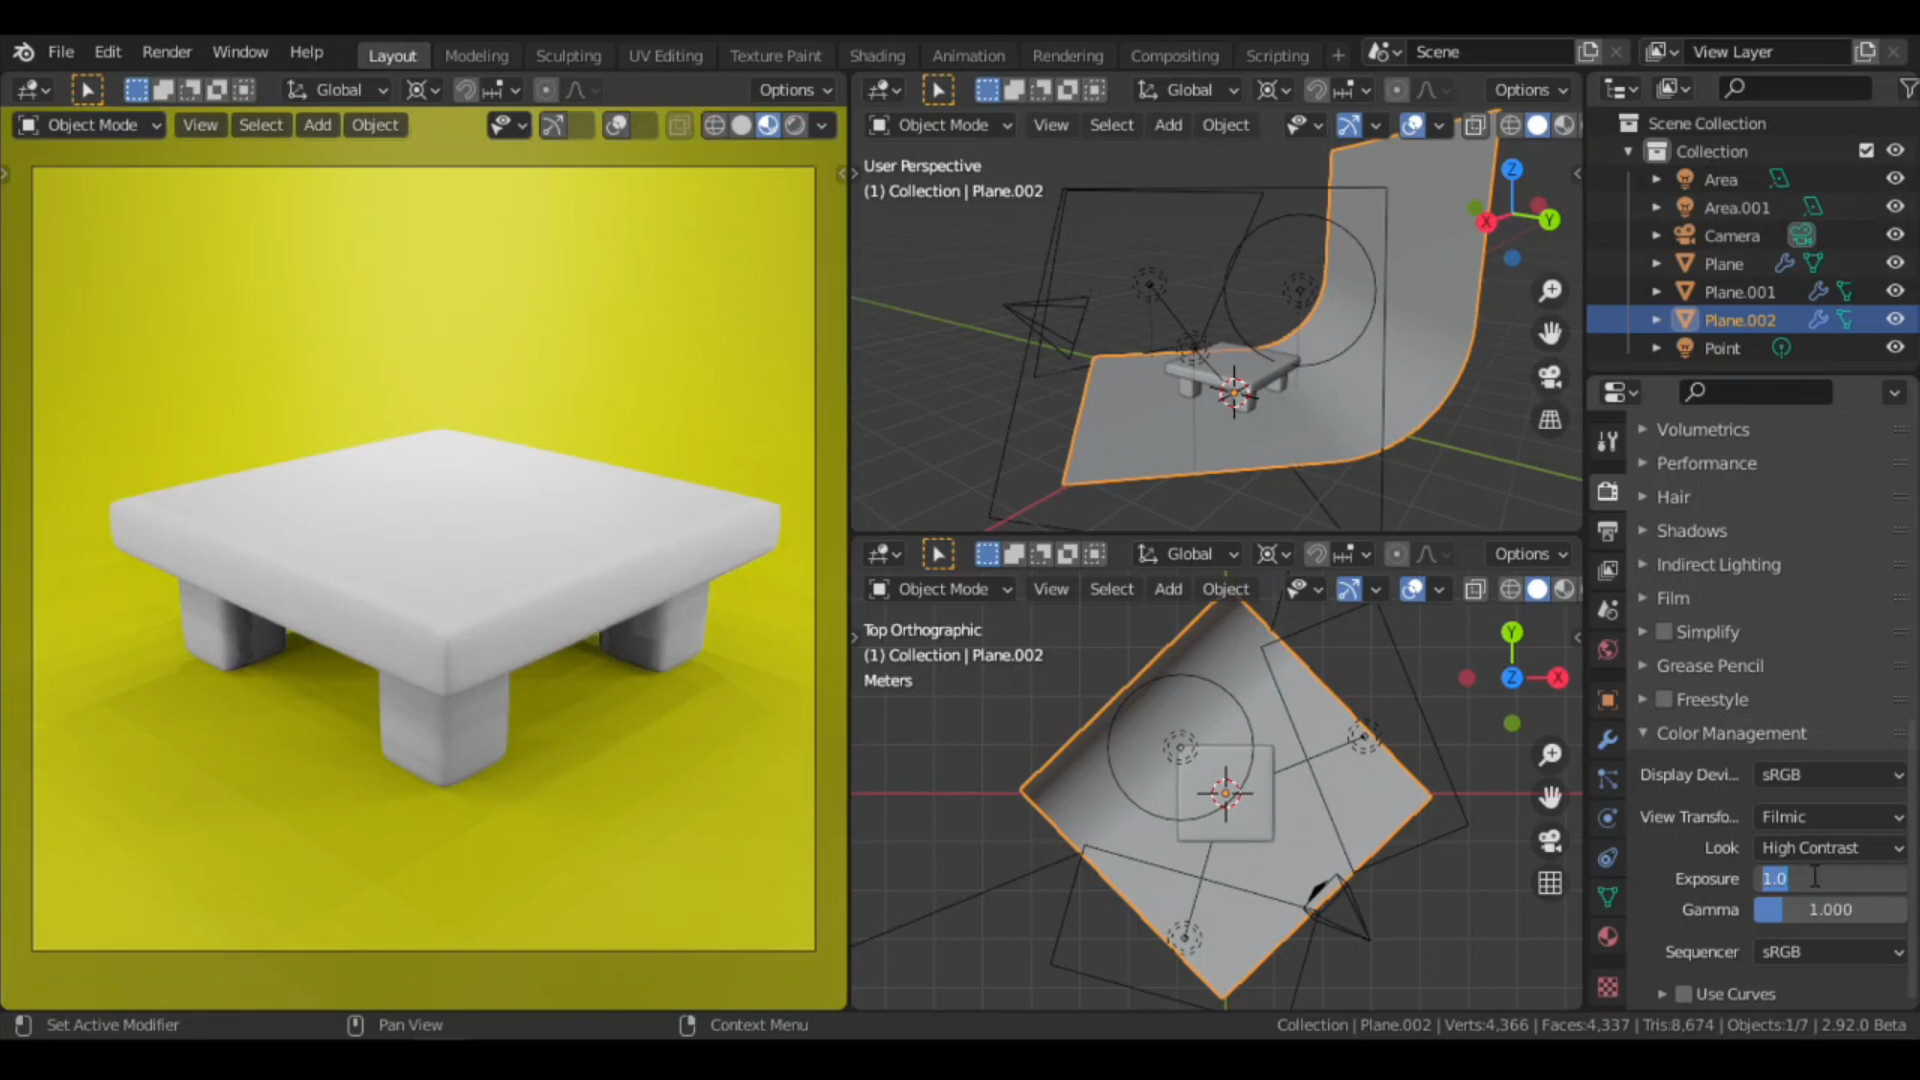 File Edit Render Window Help Layout Modeling Sculpting UV Editing Texture Paint Shading Animation Rendering Compositing Scripting + Scene View Layer
Global Options
Object Mode View Select Add Object
Global Options
Object Mode View Select Add Object
User Perspective
(1) Collection | Plane.002
Z
X
Y
Global Options
Object Mode View Select Add Object
Top Orthographic
(1) Collection | Plane.002
Meters
Y
Z
X
Scene Collection
Collection
Area
Area.001
Camera
Plane
Plane.001
Plane.002
Point
Volumetrics
Performance
Hair
Shadows
Indirect Lighting
Film
Simplify
Grease Pencil
Freestyle
Color Management
Display Devi... sRGB
View Transfo... Filmic
Look High Contrast
Exposure 1.0
Gamma 1.000
Sequencer sRGB
Use Curves
Set Active Modifier Pan View Context Menu Collection | Plane.002 | Verts:4,366 | Faces:4,337 | Tris:8,674 | Objects:1/7 | 2.92.0 Beta